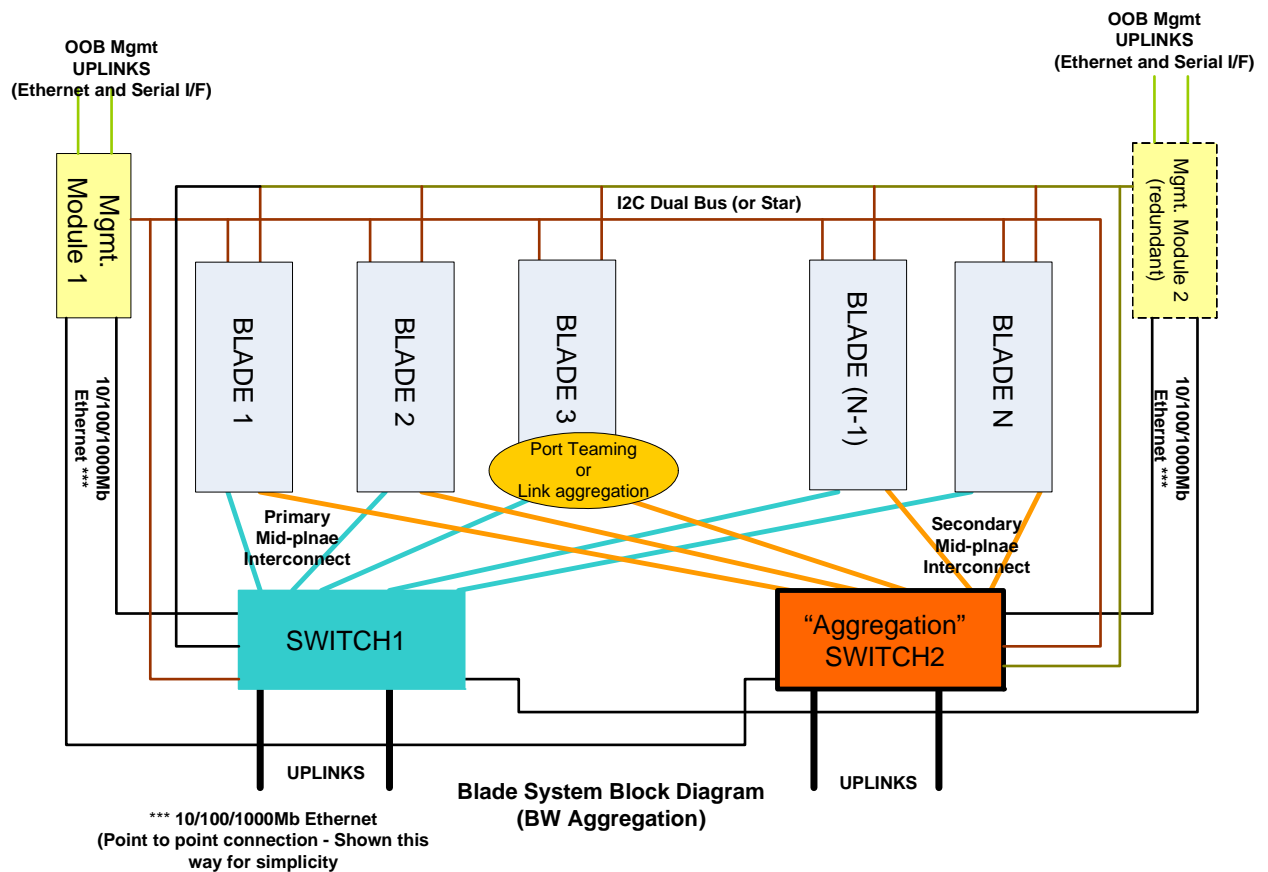 OOB Mgmt
UPLINKS
(Ethernet and Serial I/F)
OOB Mgmt
UPLINKS
(Ethernet and Serial I/F)
Mgmt.
Module 1
Mgmt. Module 2
(redundant)
I2C Dual Bus (or Star)
BLADE 1
BLADE 2
BLADE 3
BLADE (N-1)
BLADE N
Port Teaming
or
Link aggregation
10/100/1000Mb
Ethernet ***
10/100/1000Mb
Ethernet ***
Primary
Mid-plnae
Interconnect
Secondary
Mid-plnae
Interconnect
SWITCH1
“Aggregation”
SWITCH2
UPLINKS
UPLINKS
Blade System Block Diagram
(BW Aggregation)
*** 10/100/1000Mb Ethernet
(Point to point connection - Shown this
way for simplicity